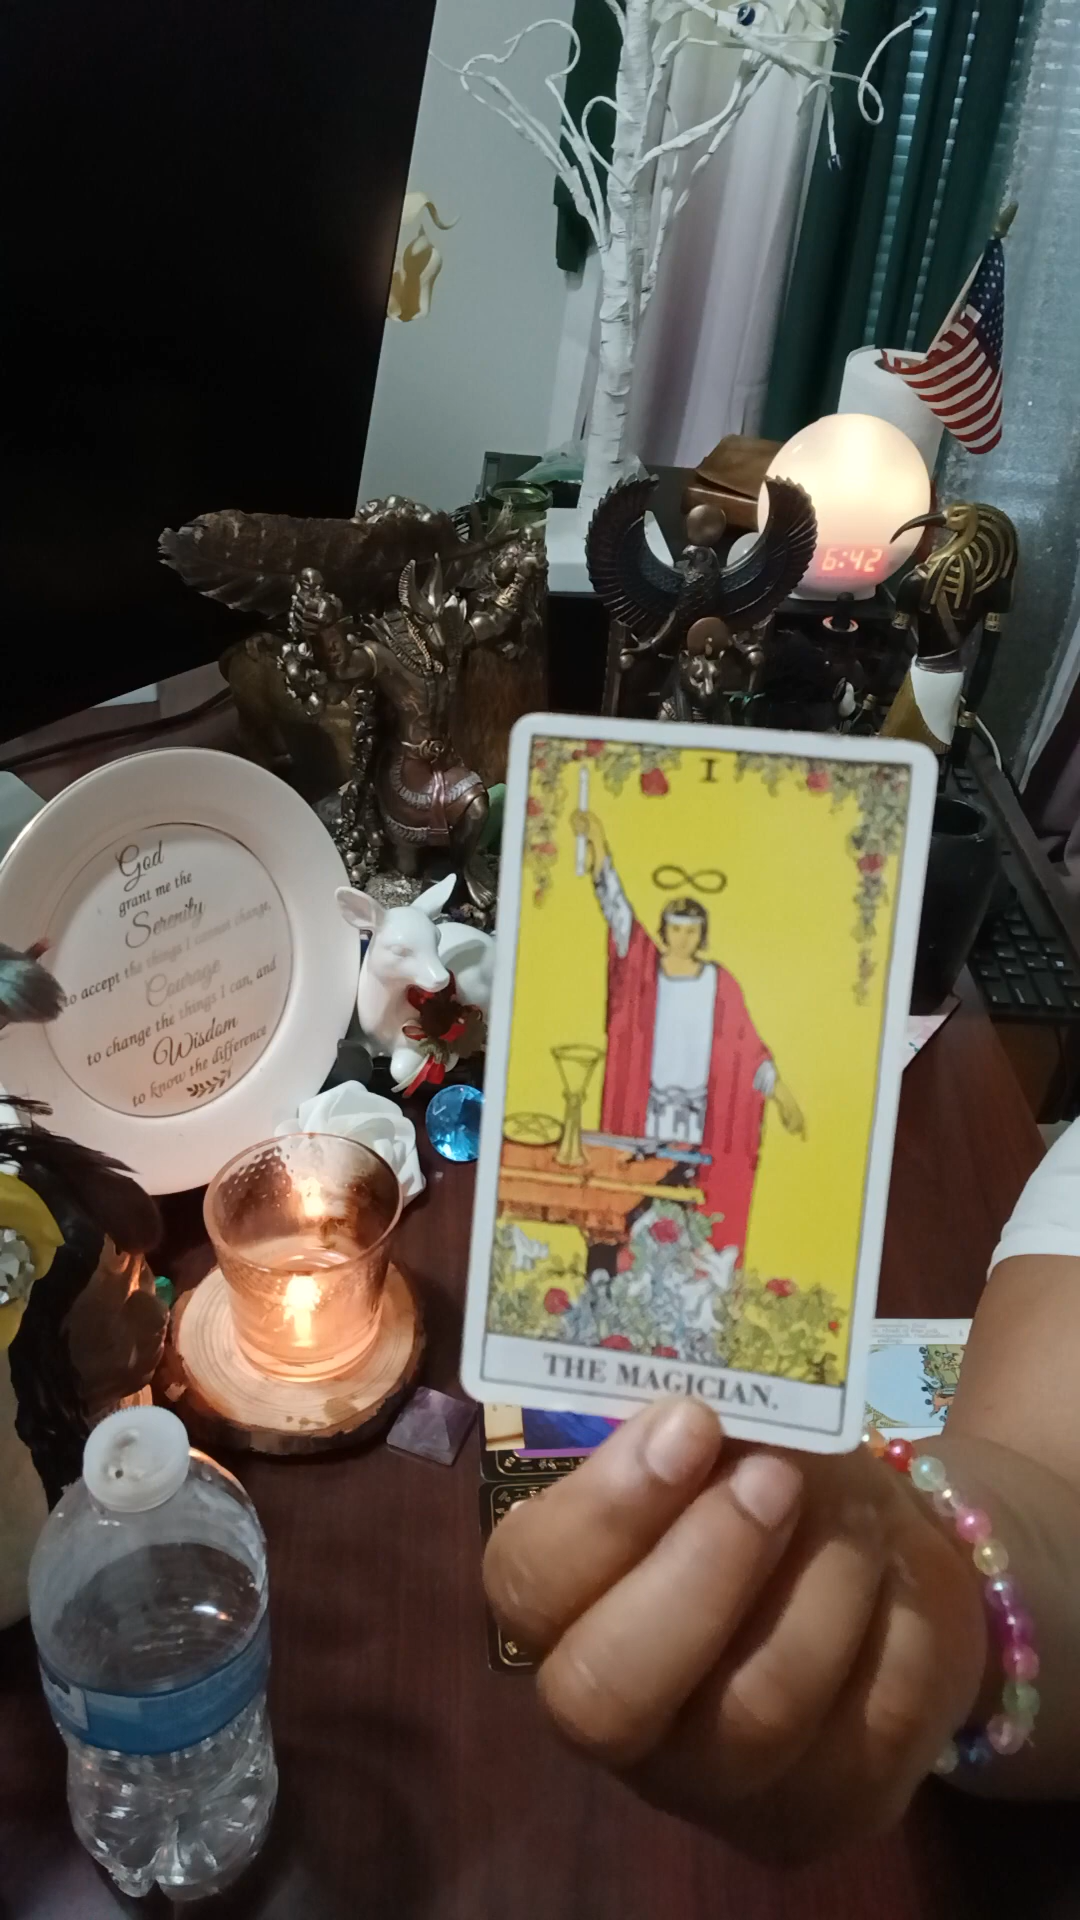 6:42
God
grant me the
Serenity
to accept the things I cannot change,
Courage
to change the things I can, and
Wisdom
to know the difference
I
THE MAGICIAN.